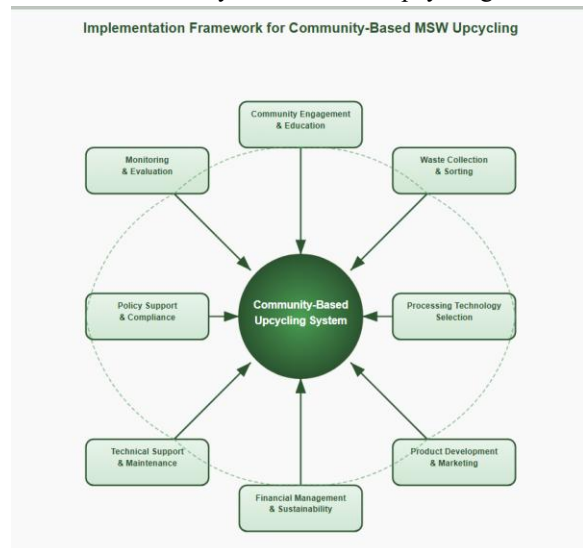 Implementation Framework for Community-Based MSW Upcycling
Community Engagement
& Education
Monitoring
& Evaluation
Waste Collection
& Sorting
Policy Support
& Compliance
Community-Based
Upcycling System
Processing Technology
Selection
Technical Support
& Maintenance
Product Development
& Marketing
Financial Management
& Sustainability